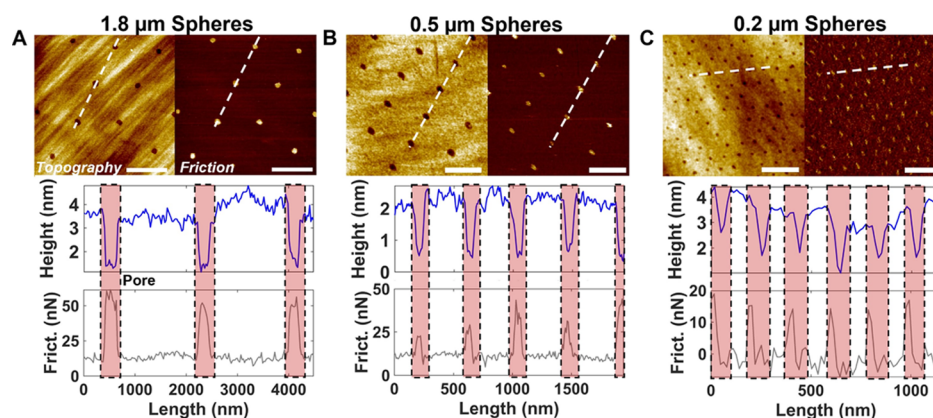 1.8 µm Spheres
0.5 µm Spheres
0.2 µm Spheres
A
B
C
Topography
Friction
Height (nm)
4
3
2
Pore
Frict. (nN)
50
25
0
0 1000 2000 3000 4000
Length (nm)
Height (nm)
2
1
0
Frict. (nN)
50
25
0
0 500 1000 1500
Length (nm)
Height (nm)
4
3
2
Frict. (nN)
20
10
0
0 500 1000
Length (nm)